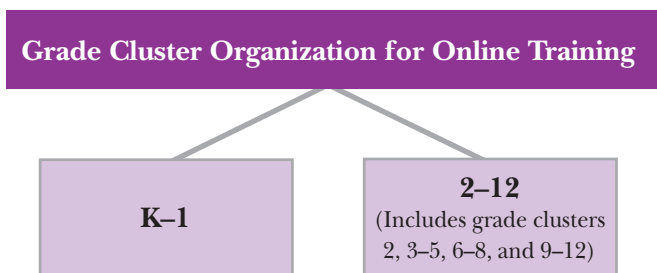 Grade Cluster Organization for Online Training
K–1
2–12
(Includes grade clusters
2, 3–5, 6–8, and 9–12)